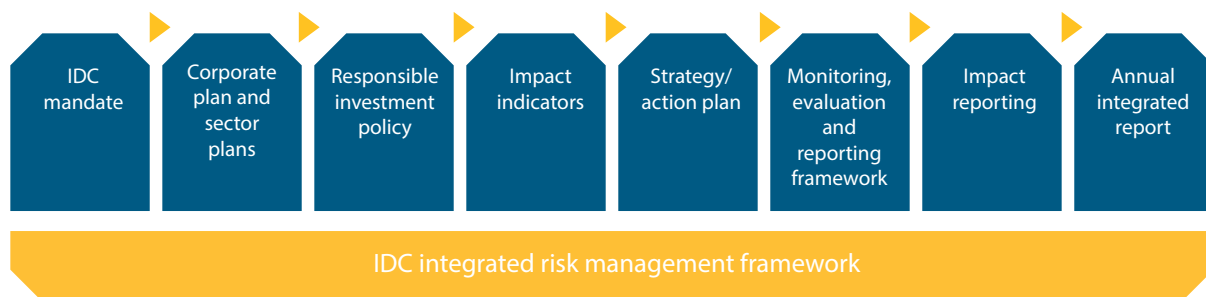 IDC
mandate
Corporate
plan and
sector
plans
Responsible
investment
policy
Impact
indicators
Strategy/
action plan
Monitoring,
evaluation
and
reporting
framework
Impact
reporting
Annual
integrated
report
IDC integrated risk management framework